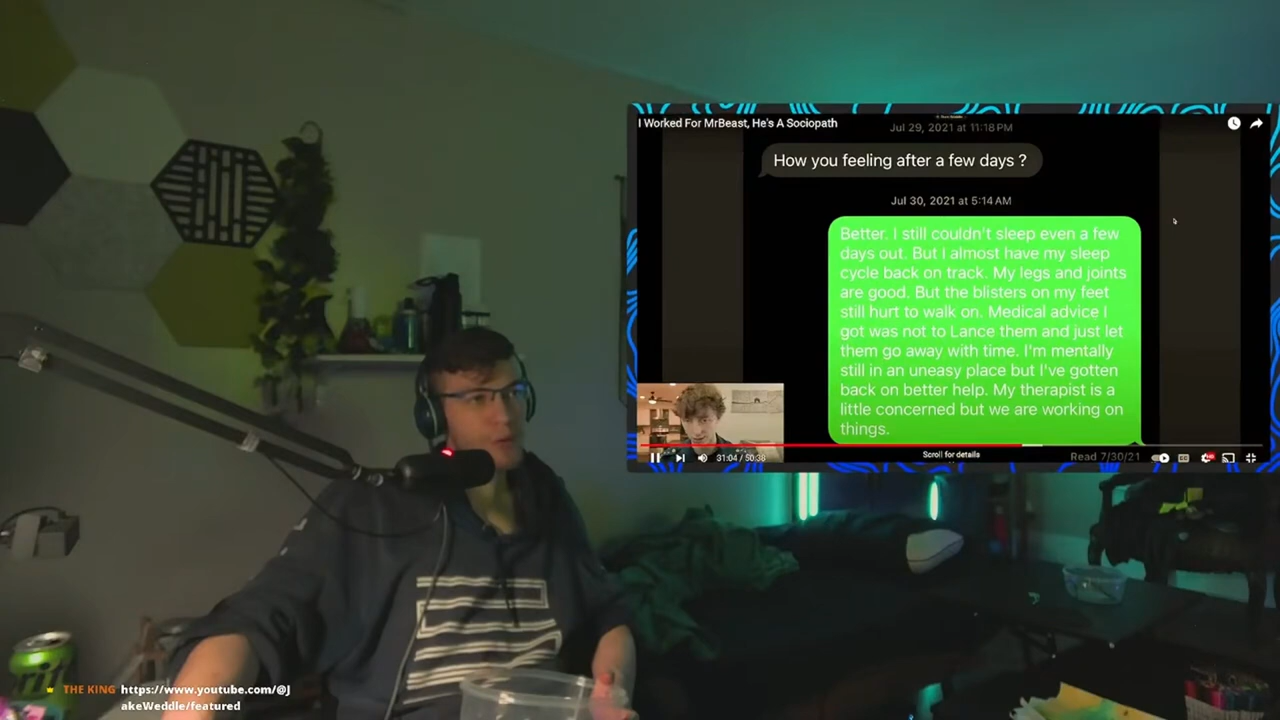 I Worked For MrBeast, He's A Sociopath
Jul 29, 2021 at 11:18 PM
How you feeling after a few days ?
Jul 30, 2021 at 5:14 AM
Better. I still couldn't sleep even a few
days out. But I almost have my sleep
cycle back on track. My legs and joints
are good. But the blisters on my feet
still hurt to walk on. Medical advice I
got was not to Lance them and just let
them go away with time. I'm mentally
still in an uneasy place but I've gotten
back on better help. My therapist is a
little concerned but we are working on
things.
31:04 / 50:38
Scroll for details
Read 7/30/21
THE KING https://www.youtube.com/@J
akeWeddle/featured